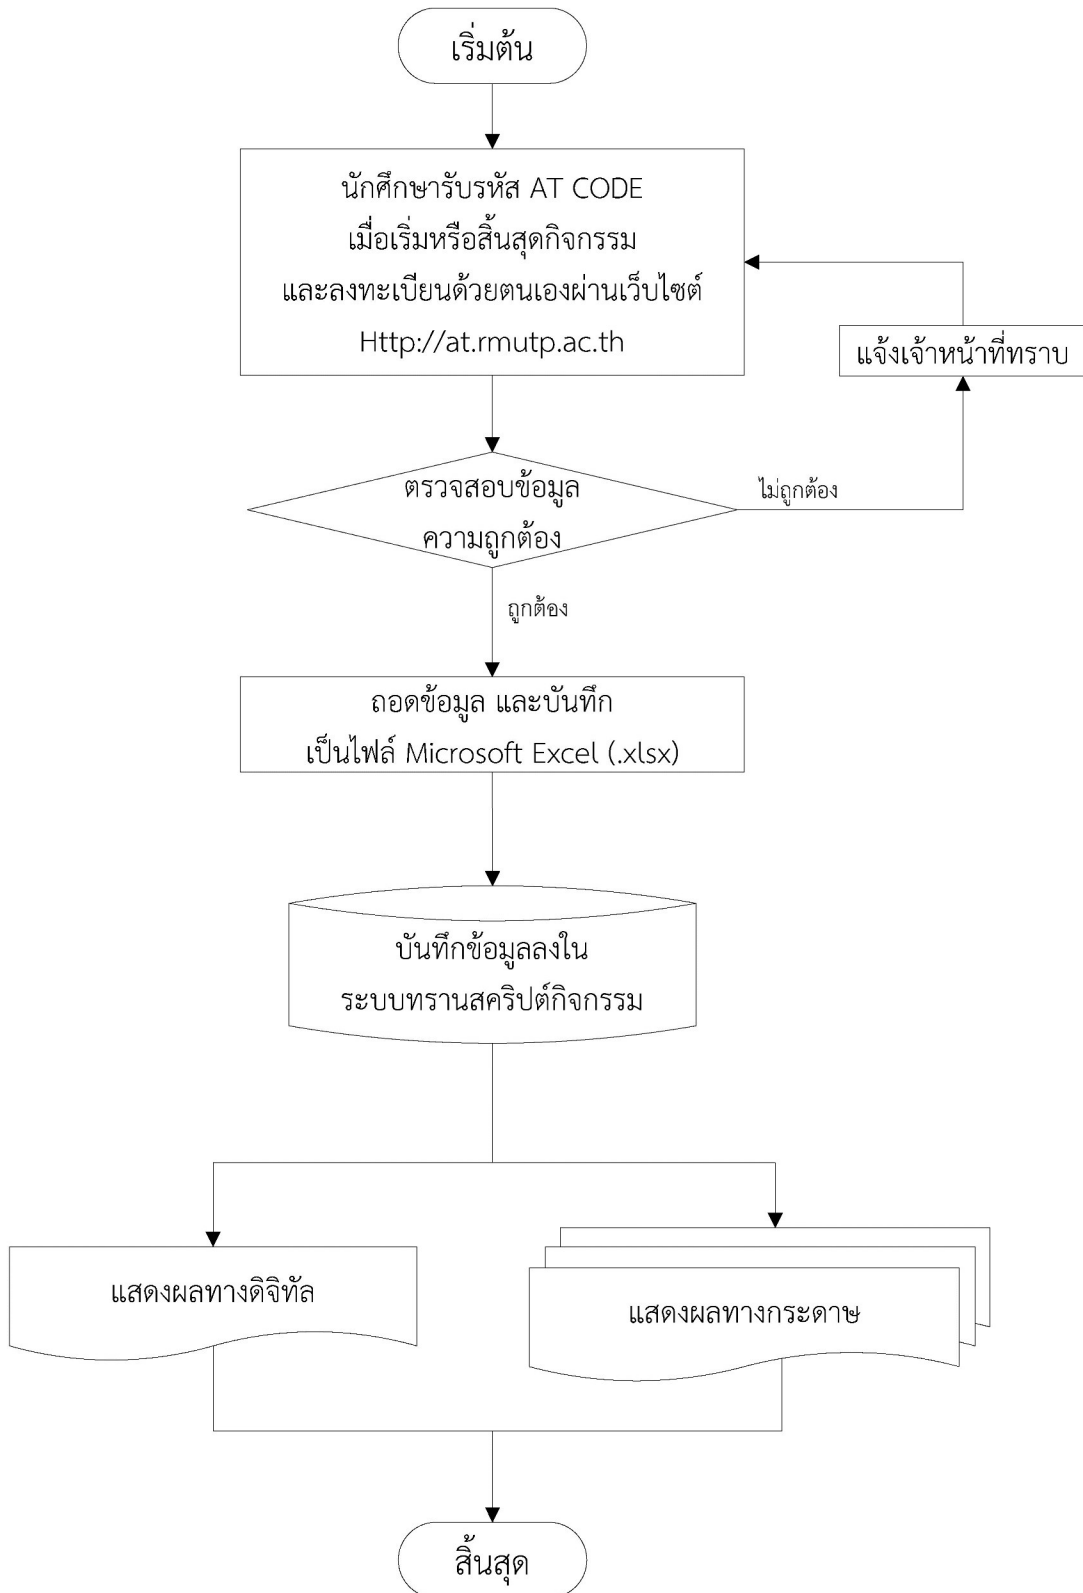 เริ่มต้น
นักศึกษารับรหัส AT CODE
เมื่อเริ่มหรือสิ้นสุดกิจกรรม
และลงทะเบียนด้วยตนเองผ่านเว็บไซต์
Http://at.rmutp.ac.th
แจ้งเจ้าหน้าที่ทราบ
ตรวจสอบข้อมูล
ความถูกต้อง
ไม่ถูกต้อง
ถูกต้อง
ถอดข้อมูล และบันทึก
เป็นไฟล์ Microsoft Excel (.xlsx)
บันทึกข้อมูลลงใน
ระบบทรานสคริปต์กิจกรรม
แสดงผลทางดิจิทัล
แสดงผลทางกระดาษ
สิ้นสุด